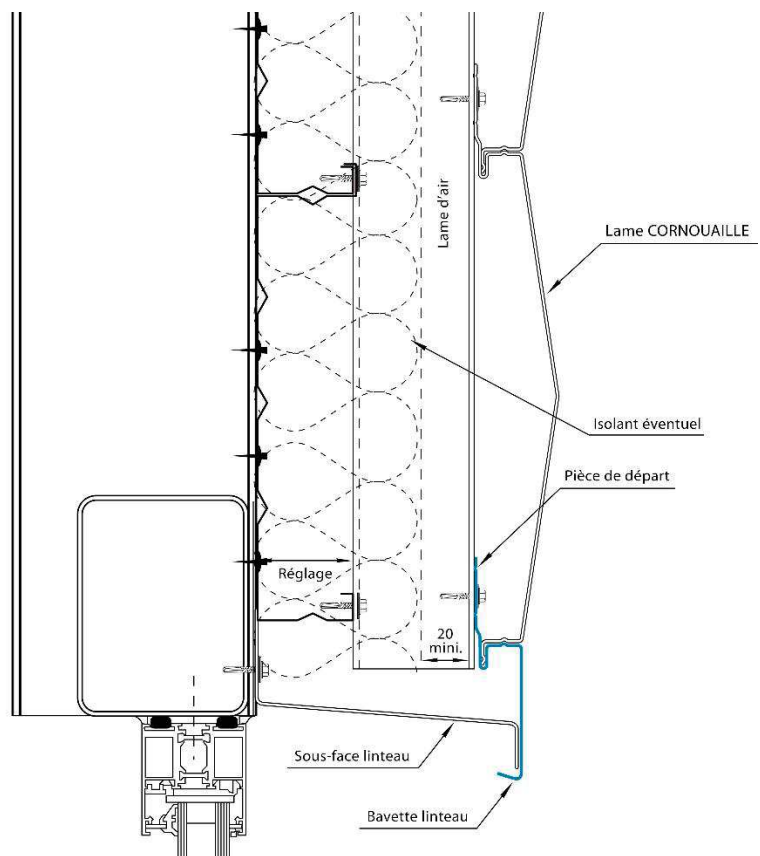 Lame d'air
Lame CORNOUAILLE
Isolant éventuel
Pièce de départ
Réglage
20
mini.
Sous-face linteau
Bavette linteau